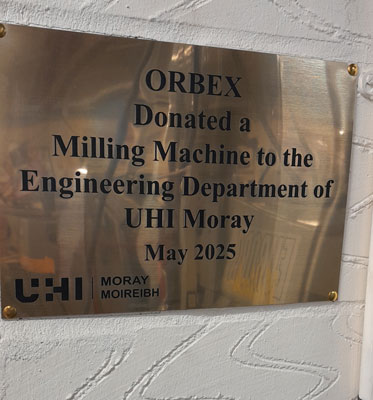 ORBEX
Donated a
Milling Machine to the
Engineering Department of
UHI Moray
May 2025
UHI
MORAY
MOIREIBH